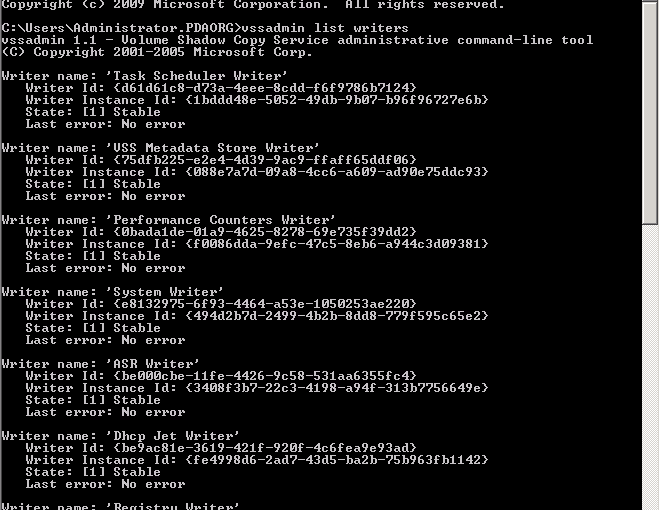 Copyright (c) 2009 Microsoft Corporation.  All rights reserved.
C:\Users\Administrator.PDAORG>vssadmin list writers
vssadmin 1.1 - Volume Shadow Copy Service administrative command-line tool
(C) Copyright 2001-2005 Microsoft Corp.
Writer name: 'Task Scheduler Writer'
   Writer Id: {d61d61c8-d73a-4eee-8cdd-f6f9786b7124}
   Writer Instance Id: {1bddd48e-5052-49db-9b07-b96f96727e6b}
   State: [1] Stable
   Last error: No error
Writer name: 'VSS Metadata Store Writer'
   Writer Id: {75dfb225-e2e4-4d39-9ac9-ffaff65ddf06}
   Writer Instance Id: {088e7a7d-09a8-4cc6-a609-ad90e75ddc93}
   State: [1] Stable
   Last error: No error
Writer name: 'Performance Counters Writer'
   Writer Id: {0bada1de-01a9-4625-8278-69e735f39dd2}
   Writer Instance Id: {f0086dda-9efc-47c5-8eb6-a944c3d09381}
   State: [1] Stable
   Last error: No error
Writer name: 'System Writer'
   Writer Id: {e8132975-6f93-4464-a53e-1050253ae220}
   Writer Instance Id: {494d2b7d-2499-4b2b-8dd8-779f595c65e2}
   State: [1] Stable
   Last error: No error
Writer name: 'ASR Writer'
   Writer Id: {be000cbe-11fe-4426-9c58-531aa6355fc4}
   Writer Instance Id: {3408f3b7-22c3-4198-a94f-313b7756649e}
   State: [1] Stable
   Last error: No error
Writer name: 'Dhcp Jet Writer'
   Writer Id: {be9ac81e-3619-421f-920f-4c6fea9e93ad}
   Writer Instance Id: {fe4998d6-2ad7-43d5-ba2b-75b963fb1142}
   State: [1] Stable
   Last error: No error
Writer name: 'Registry Writer'